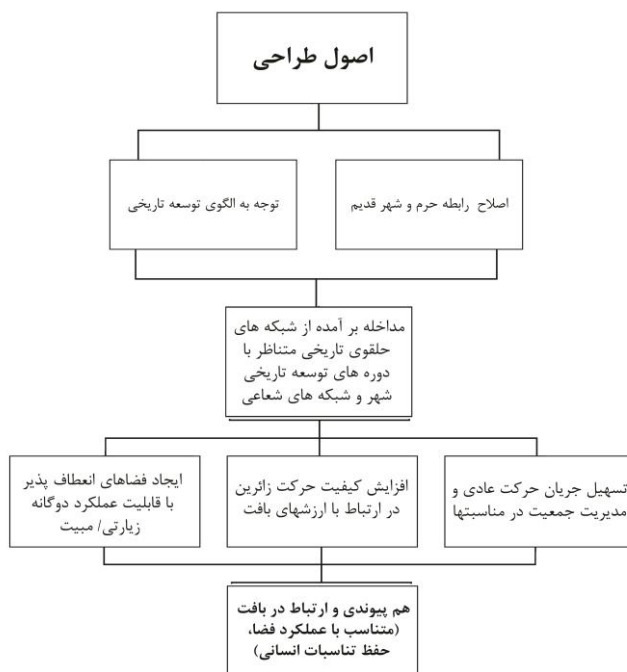 اصول طراحی
اصلاح رابطه حرم و شهر قدیم
توجه به الگوی توسعه تاریخی
مداخله بر آمده از شبکه های
حلقوی تاریخی متناظر با
دوره های توسعه تاریخی
شهر و شبکه های شعاعی
تسهیل جریان حرکت عادی و
مدیریت جمعیت در مناسبتها
افزایش کیفیت حرکت زائرین
در ارتباط با ارزشهای بافت
ایجاد فضاهای انعطاف پذیر
با قابلیت عملکرد دوگانه
زیارتی/ مبیت
هم پیوندی و ارتباط در بافت
(متناسب با عملکرد فضا،
حفظ تناسبات انسانی)